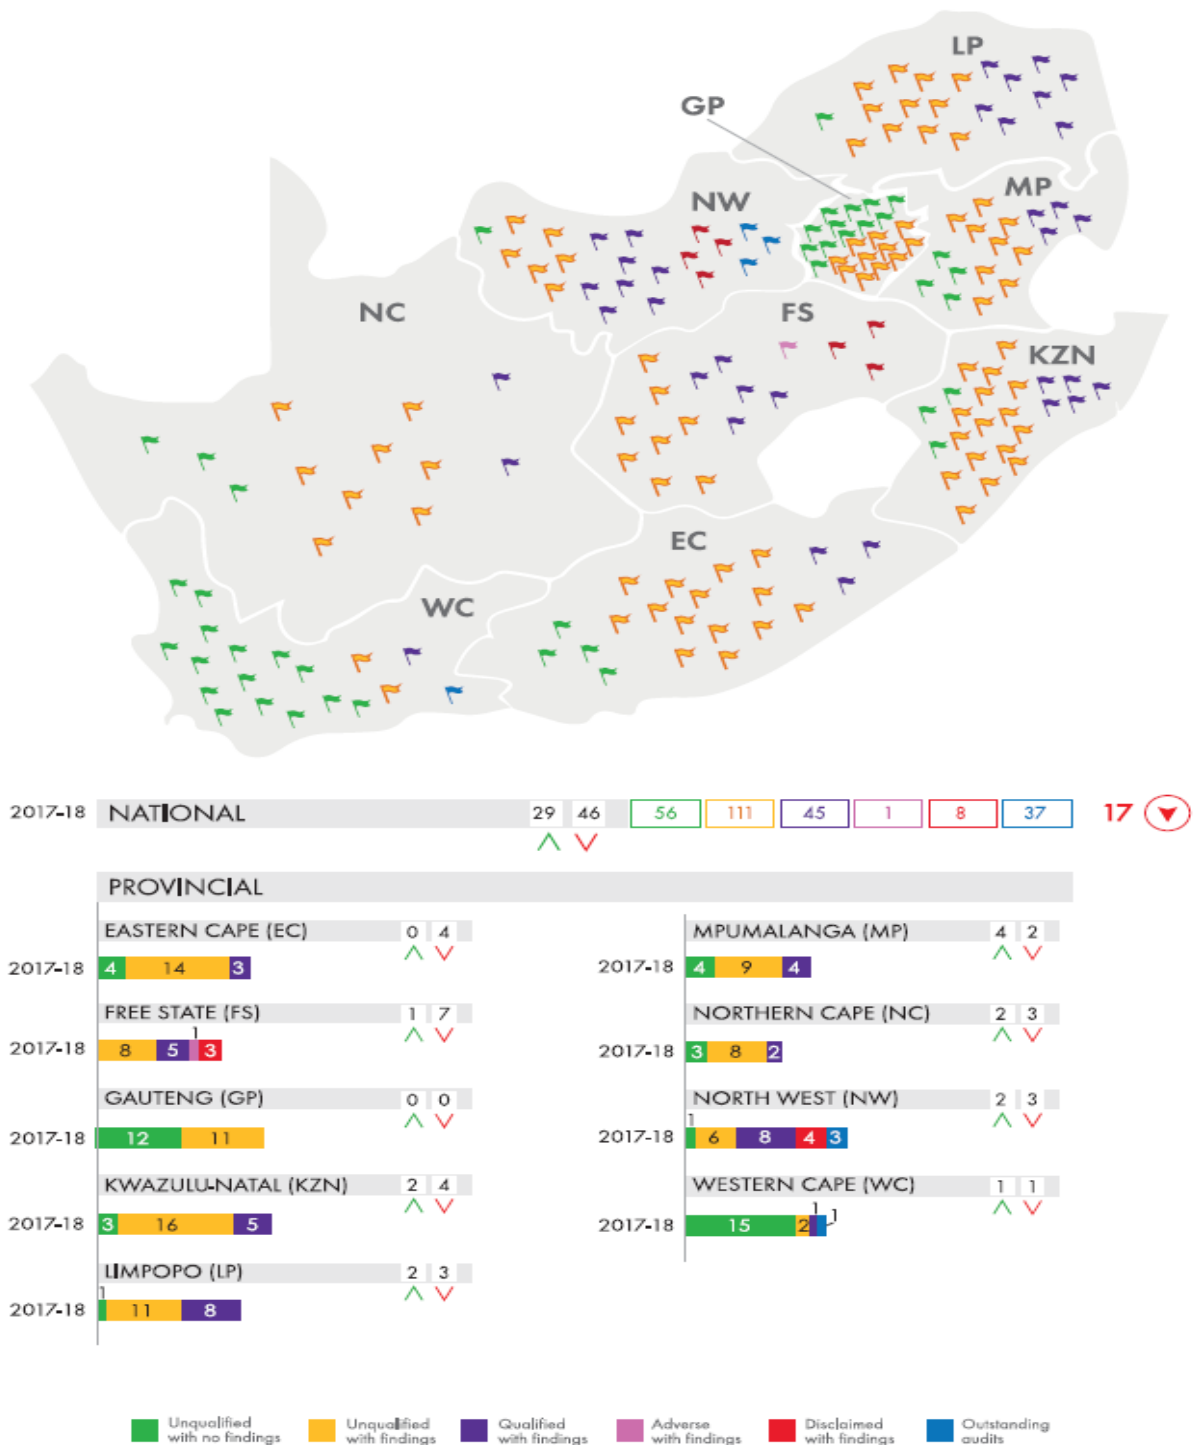 LP
GP
MP
NW
NC
FS
KZN
EC
WC
2017-18 NATIONAL 29 46 56 111 45 1 8 37 17
PROVINCIAL
EASTERN CAPE (EC) 0 4
2017-18 4 14 3
FREE STATE (FS) 1 7
1
2017-18 8 5 3
GAUTENG (GP) 0 0
2017-18 12 11
KWAZULU-NATAL (KZN) 2 4
2017-18 3 16 5
LIMPOPO (LP) 2 3
1
2017-18 11 8
MPUMALANGA (MP) 4 2
2017-18 4 9 4
NORTHERN CAPE (NC) 2 3
2017-18 3 8 2
NORTH WEST (NW) 2 3
1
2017-18 6 8 4 3
WESTERN CAPE (WC) 1 1
1 1
2017-18 15 2
Unqualified
with no findings
Unqualified
with findings
Qualified
with findings
Adverse
with findings
Disclaimed
with findings
Outstanding
audits